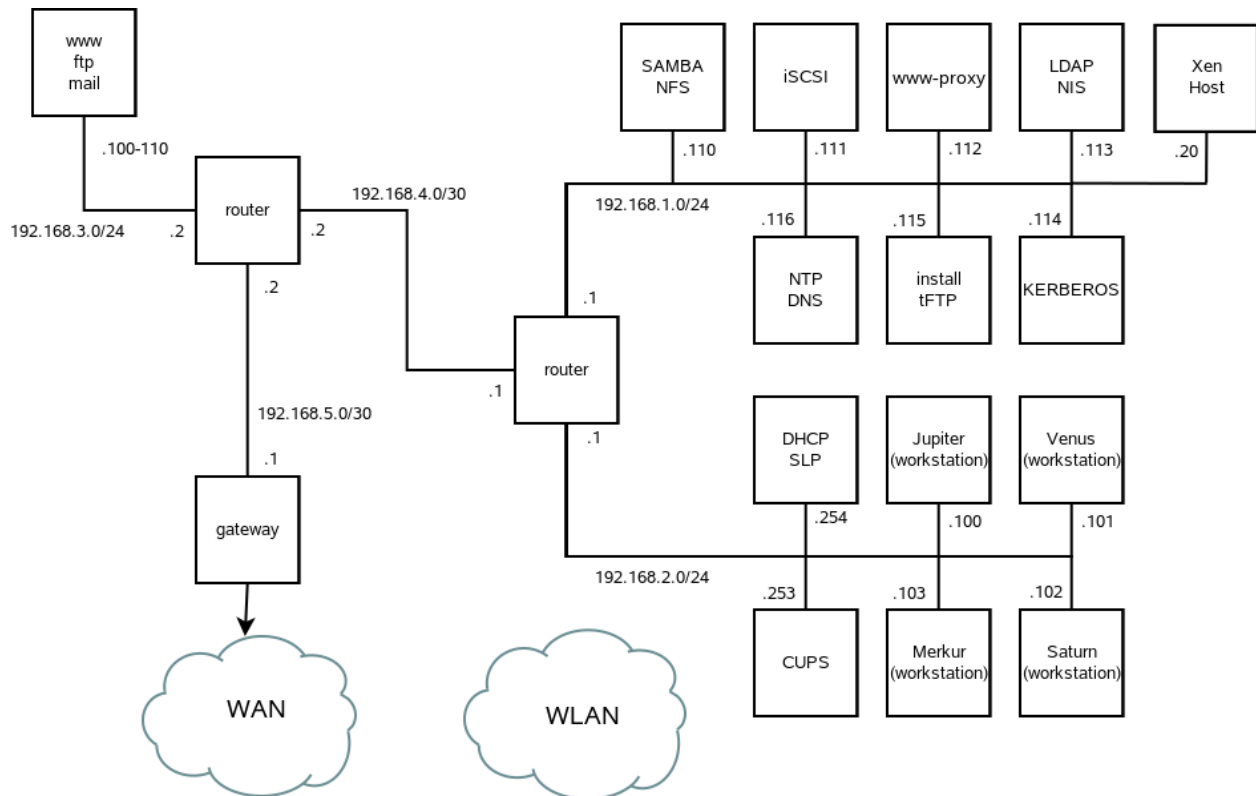 www
ftp
mail
.100-110
192.168.3.0/24
.2
router
.2
192.168.4.0/30
.2
192.168.5.0/30
.1
gateway
WAN
WLAN
SAMBA
NFS
.110
iSCSI
.111
www-proxy
.112
LDAP
NIS
.113
Xen
Host
.20
192.168.1.0/24
.116
NTP
DNS
.115
install
tFTP
.114
KERBEROS
.1
.1
router
.1
DHCP
SLP
.254
Jupiter
(workstation)
.100
Venus
(workstation)
.101
192.168.2.0/24
.253
CUPS
.103
Merkur
(workstation)
.102
Saturn
(workstation)